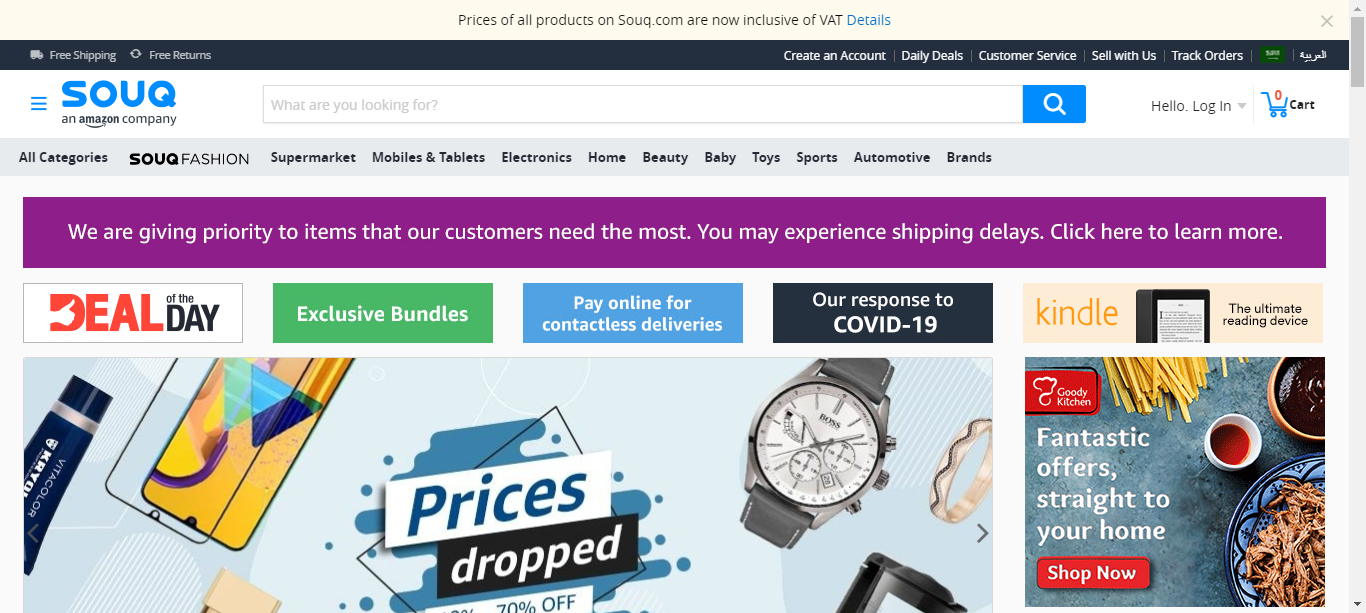 Prices of all products on Souq.com are now inclusive of VAT Details
Free Shipping Free Returns
Create an Account Daily Deals Customer Service Sell with Us Track Orders العربية
SOUQ
an amazon company
What are you looking for?
Hello. Log In
0
Cart
All Categories SOUQ FASHION Supermarket Mobiles & Tablets Electronics Home Beauty Baby Toys Sports Automotive Brands
We are giving priority to items that our customers need the most. You may experience shipping delays. Click here to learn more.
DEAL of the DAY
Exclusive Bundles
Pay online for
contactless deliveries
Our response to
COVID-19
kindle
The ultimate
reading device
VITACOLOR
BOSS
Prices
dropped
70% OFF
Goody
Kitchen
Fantastic
offers,
straight to
your home
Shop Now